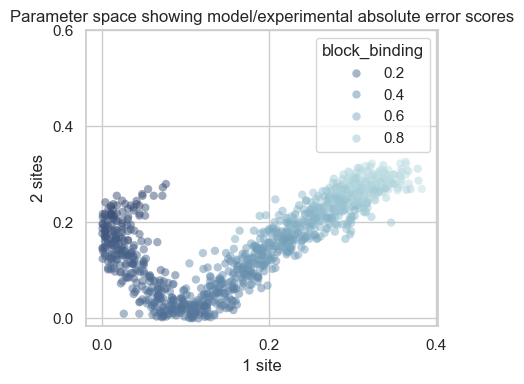 Parameter space showing model/experimental absolute error scores
0.6
block_binding
0.2
0.4
0.6
0.8
0.4
2 sites
0.2
0.0
0.0
0.2
0.4
1 site